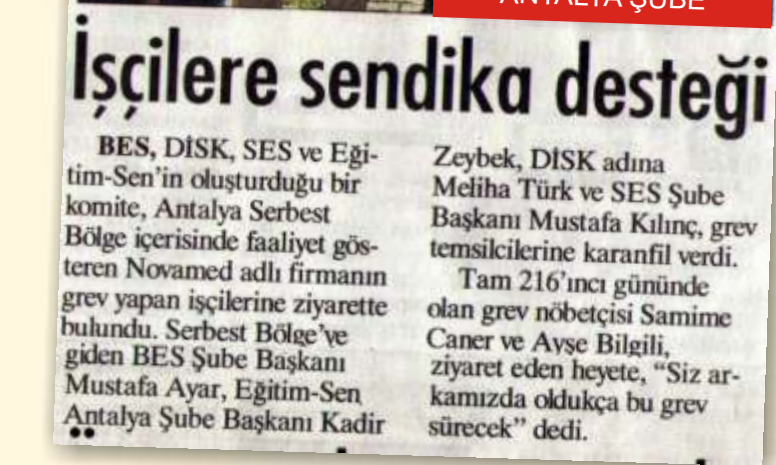 ANTALYA ŞUBE
İşçilere sendika desteği
BES, DİSK, SES ve Eği-
tim-Sen'in oluşturduğu bir
komite, Antalya Serbest
Bölge içerisinde faaliyet gös-
teren Novamed adlı firmanın
grev yapan işçilerine ziyarette
bulundu. Serbest Bölge've
giden BES Şube Başkanı
Mustafa Ayar, Eğitim-Sen
Antalya Şube Başkanı Kadir
Zeybek, DİSK adına
Meliha Türk ve SES Şube
Başkanı Mustafa Kılınç, grev
temsilcilerine karanfil verdi.
Tam 216'ıncı gününde
olan grev nöbetçisi Samime
Caner ve Ayşe Bilgili,
ziyaret eden heyete, “Siz ar-
kamızda oldukça bu grev
sürecek” dedi.